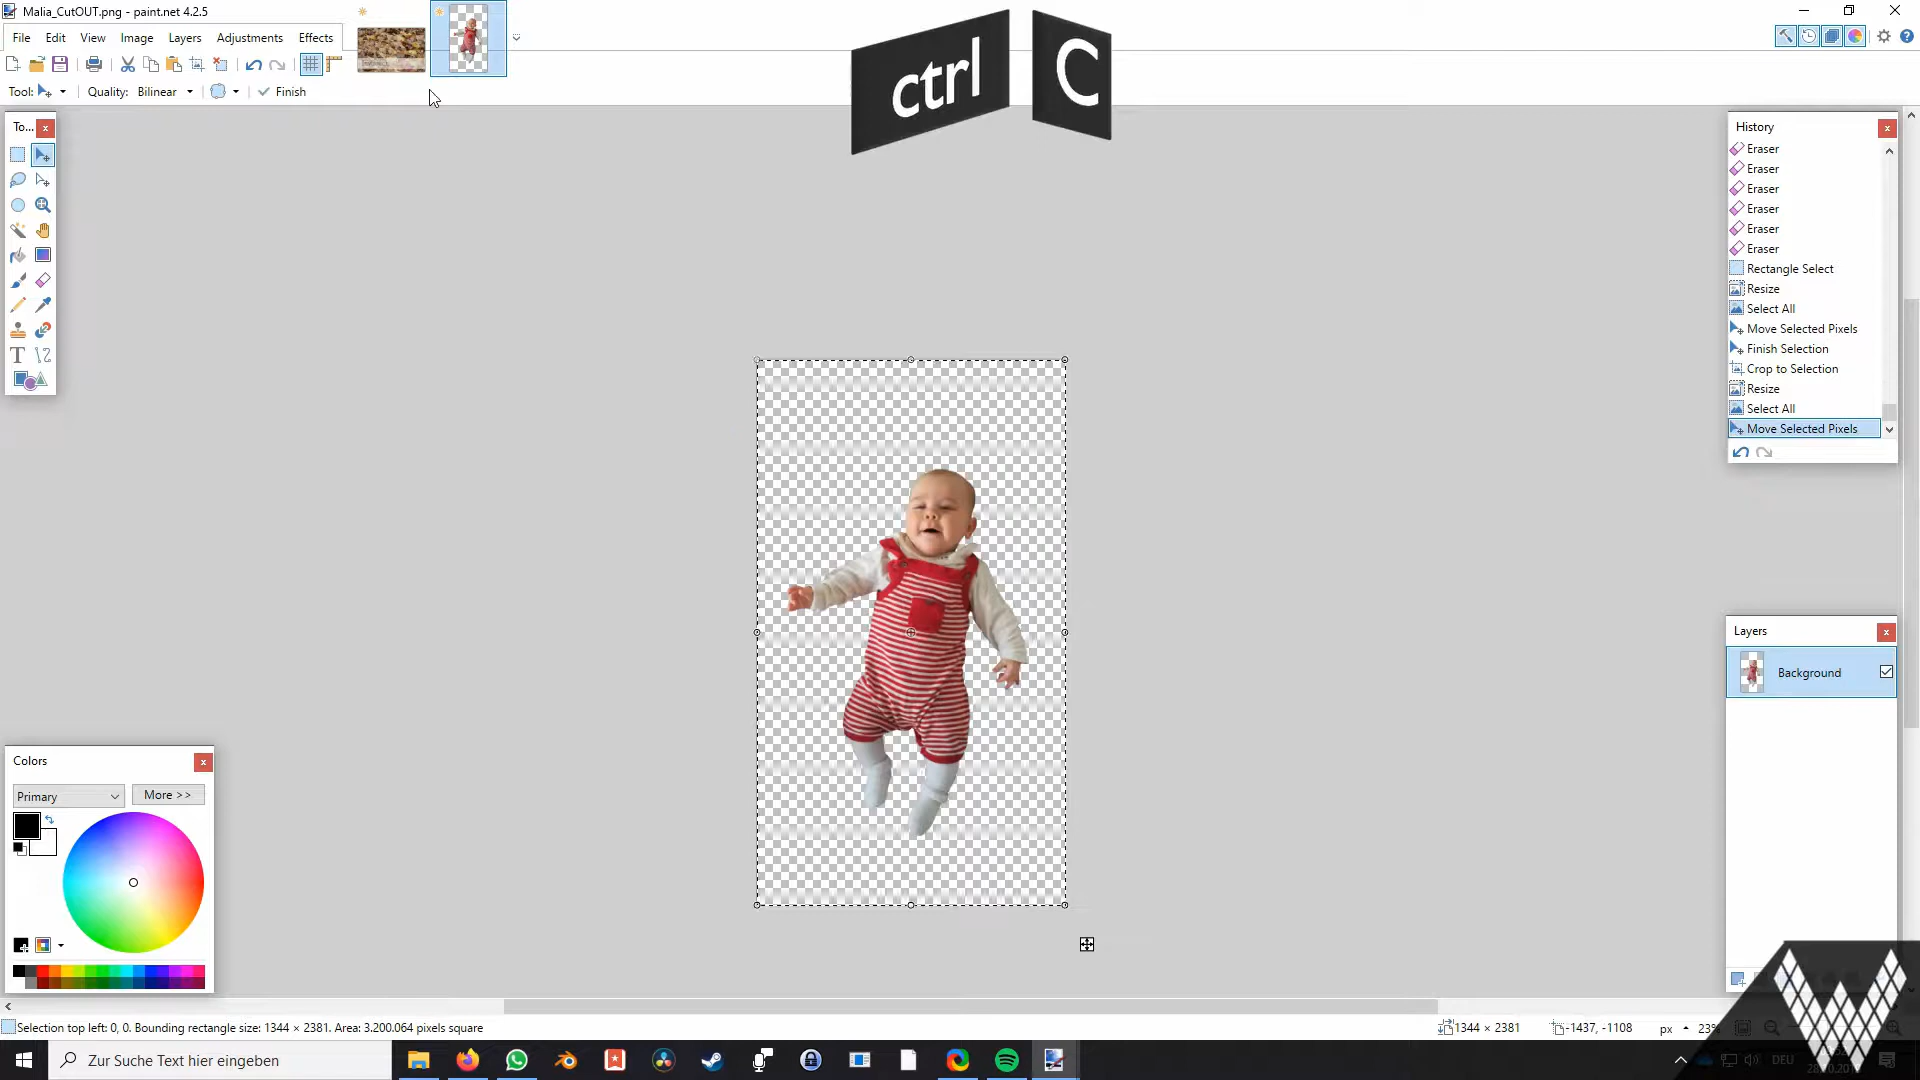 Malia_CutOUT.png - paint.net 4.2.5
File Edit View Image Layers Adjustments Effects
Tool: Quality: Bilinear Finish
ctrl C
To...
History
Eraser
Eraser
Eraser
Eraser
Eraser
Eraser
Rectangle Select
Resize
Select All
Move Selected Pixels
Finish Selection
Crop to Selection
Resize
Select All
Move Selected Pixels
Layers
Background
Colors
Primary More >>
Selection top left: 0, 0. Bounding rectangle size: 1344 × 2381. Area: 3.200.064 pixels square
1344 × 2381 -1437, -1108 px 23%
Zur Suche Text hier eingeben
DEU